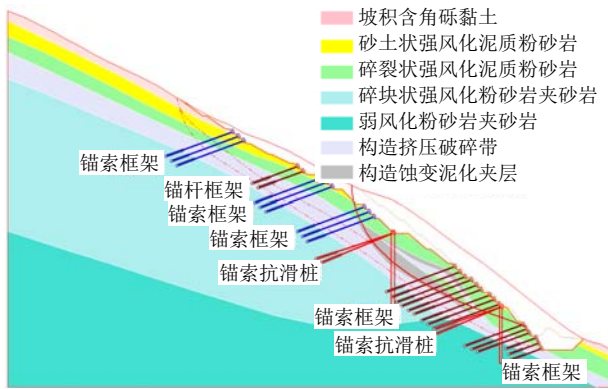 坡积含角砾黏土
砂土状强风化泥质粉砂岩
碎裂状强风化泥质粉砂岩
碎块状强风化粉砂岩夹砂岩
弱风化粉砂岩夹砂岩
构造挤压破碎带
构造蚀变泥化夹层
锚索框架
锚杆框架
锚索框架
锚索框架
锚索抗滑桩
锚索框架
锚索抗滑桩
锚索框架